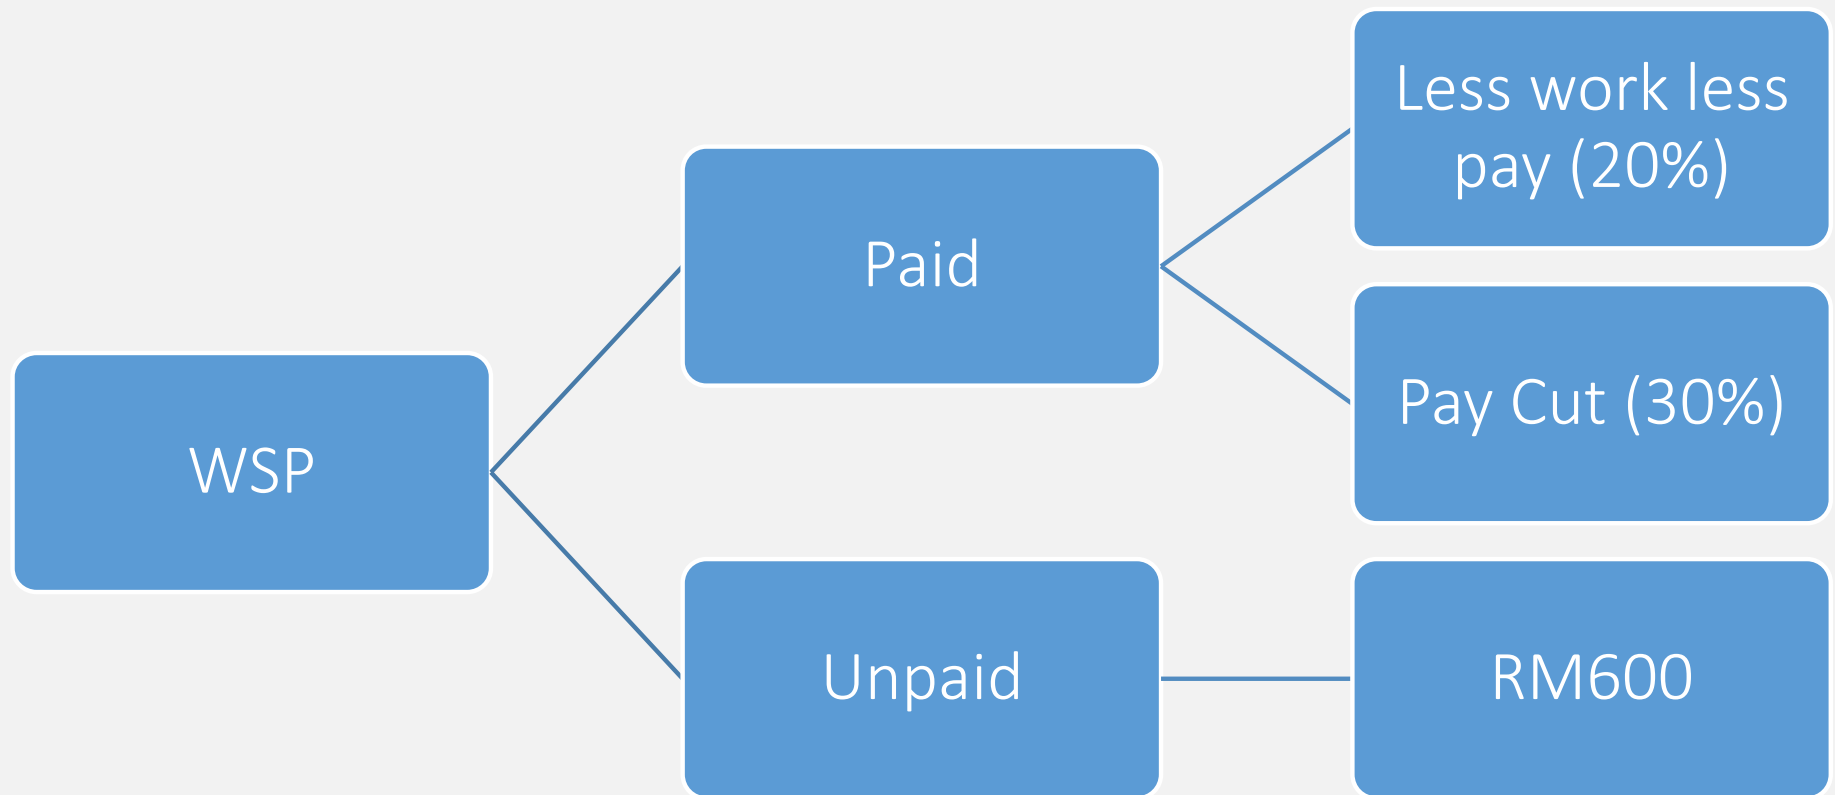 WSP
Paid
Less work less
pay (20%)
Pay Cut (30%)
Unpaid
RM600